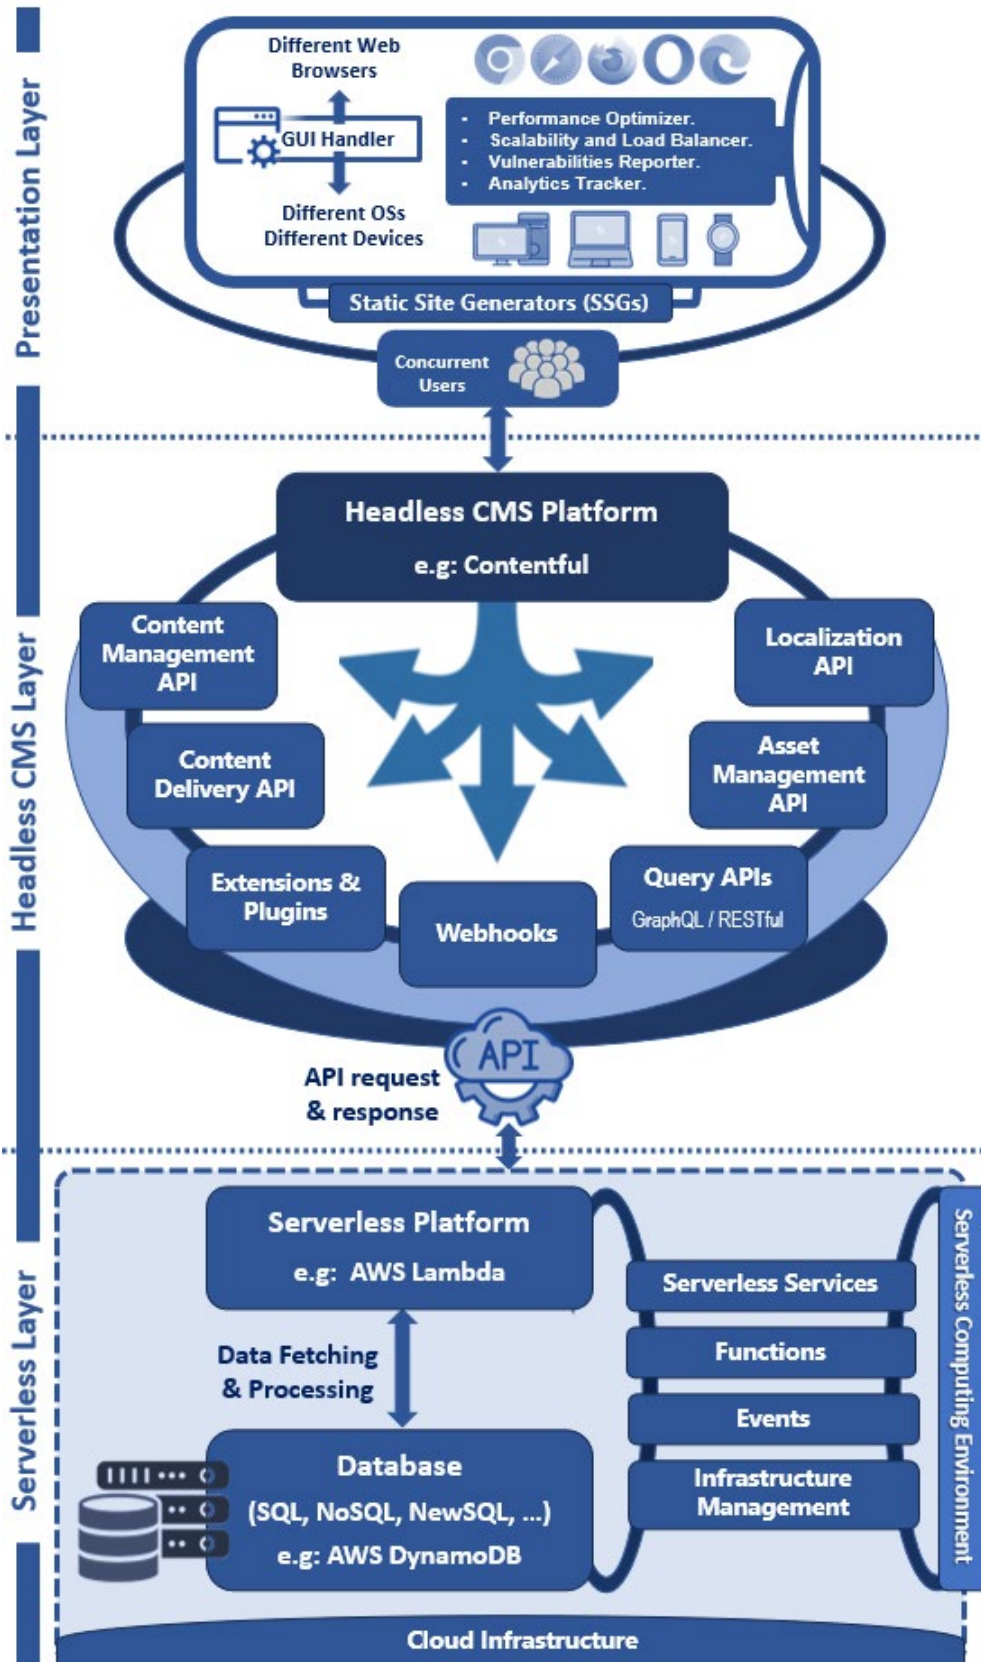 Presentation Layer
Different Web
Browsers
GUI Handler
Different OSs
Different Devices
- Performance Optimizer.
- Scalability and Load Balancer.
- Vulnerabilities Reporter.
- Analytics Tracker.
Static Site Generators (SSGs)
Concurrent
Users
Headless CMS Layer
Headless CMS Platform
e.g: Contentful
Content
Management
API
Content
Delivery API
Extensions &
Plugins
Webhooks
Query APIs
GraphQL / RESTful
Asset
Management
API
Localization
API
API
API request
& response
Serverless Layer
Serverless Platform
e.g: AWS Lambda
Data Fetching
& Processing
Database
(SQL, NoSQL, NewSQL, ...)
e.g: AWS DynamoDB
Serverless Services
Functions
Events
Infrastructure
Management
Serverless Computing Environment
Cloud Infrastructure